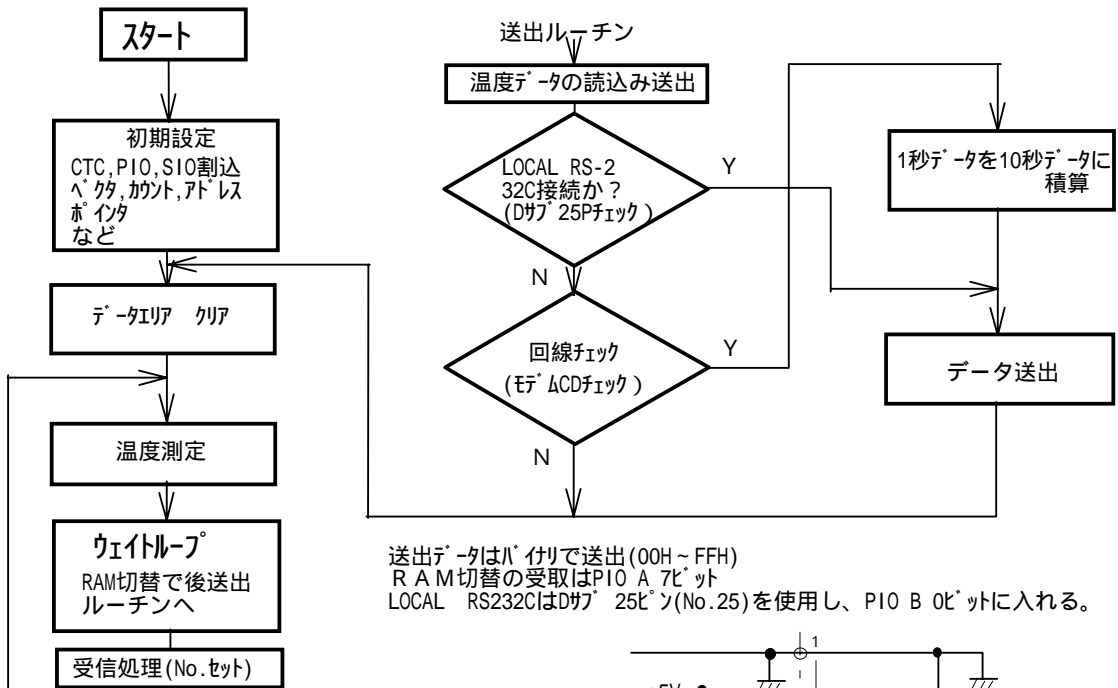 スタート
初期設定
CTC,PIO,SIO割込
ﾍﾞｸﾀ,ｶｳﾝﾄ,ｱﾄﾞﾚｽ
ﾎﾟｲﾝﾀ
など
ﾃﾞｰﾀｴﾘｱ ｸﾘｱ
温度測定
ｳｪｲﾄﾙｰﾌﾟ
RAM切替で後送出
ルーチンへ
受信処理(No.ｾｯﾄ)
送出ルーチン
温度ﾃﾞｰﾀの読込み送出
LOCAL RS-2
32C接続か?
(Dｻﾌﾞ25Pﾁｪｯｸ)
Y
N
回線ﾁｪｯｸ
(ﾓﾃﾞﾑCDﾁｪｯｸ)
Y
N
1秒ﾃﾞｰﾀを10秒ﾃﾞｰﾀに
積算
データ送出
送出ﾃﾞｰﾀはﾊﾞｲﾅﾘで送出(00H~FFH)
RAM切替の受取はPIO A 7ﾋﾞｯﾄ
LOCAL RS232CはDｻﾌﾞ 25ﾋﾟﾝ(No.25)を使用し、PIO B 0ﾋﾞｯﾄに入れる。
1